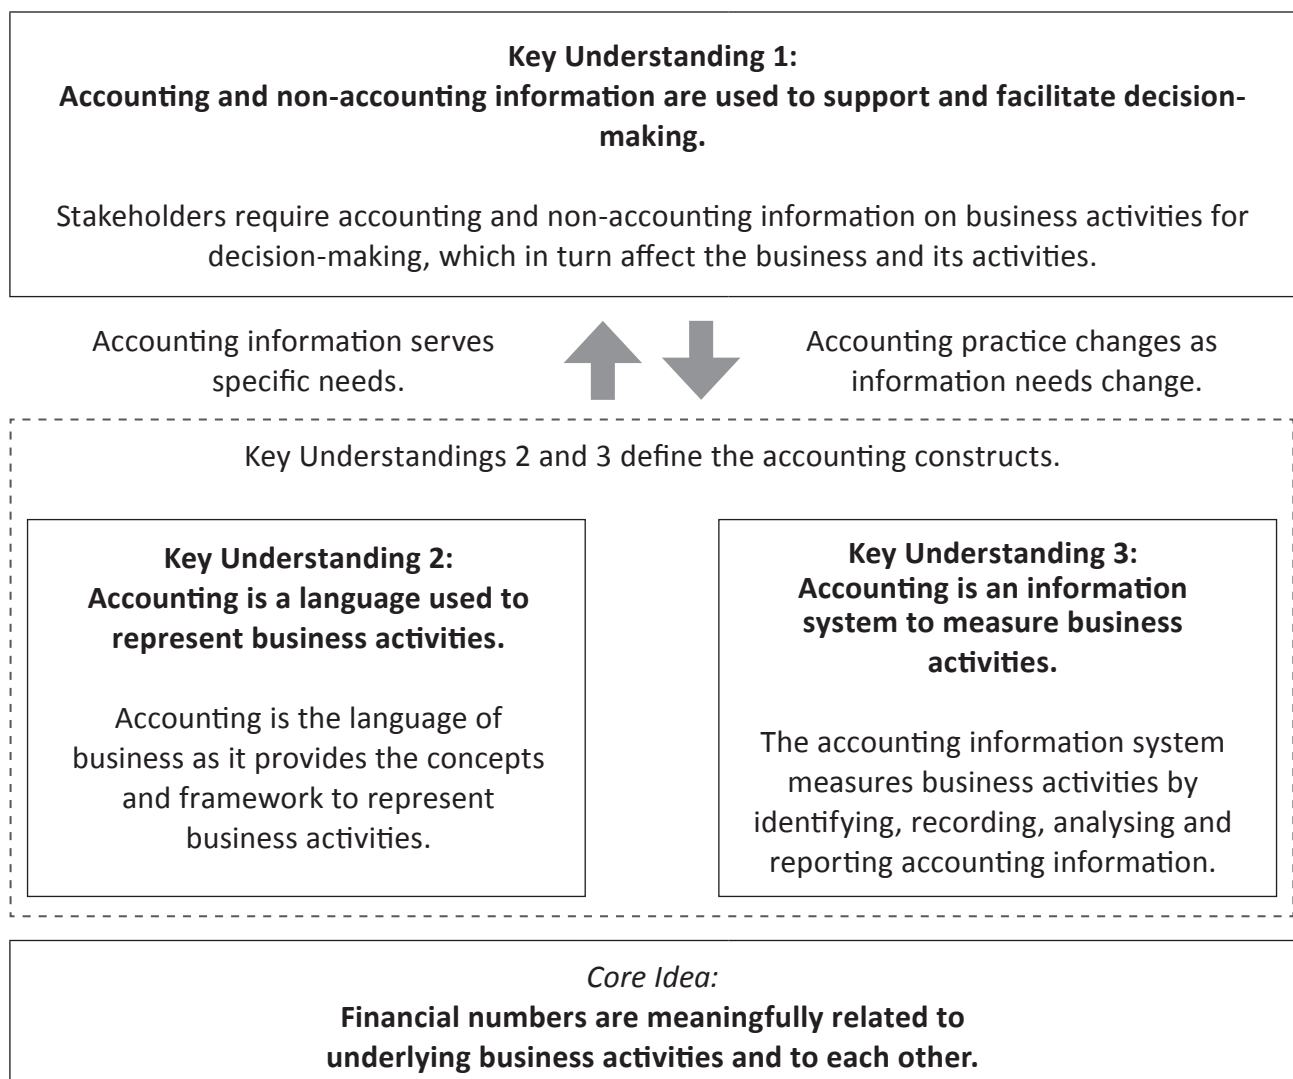 Key Understanding 1:
Accounting and non-accounting information are used to support and facilitate decision-
making.
Stakeholders require accounting and non-accounting information on business activities for
decision-making, which in turn affect the business and its activities.
Accounting information serves
specific needs.
Accounting practice changes as
information needs change.
Key Understandings 2 and 3 define the accounting constructs.
Key Understanding 2:
Accounting is a language used to
represent business activities.
Accounting is the language of
business as it provides the concepts
and framework to represent
business activities.
Key Understanding 3:
Accounting is an information
system to measure business
activities.
The accounting information system
measures business activities by
identifying, recording, analysing and
reporting accounting information.
Core Idea:
Financial numbers are meaningfully related to
underlying business activities and to each other.